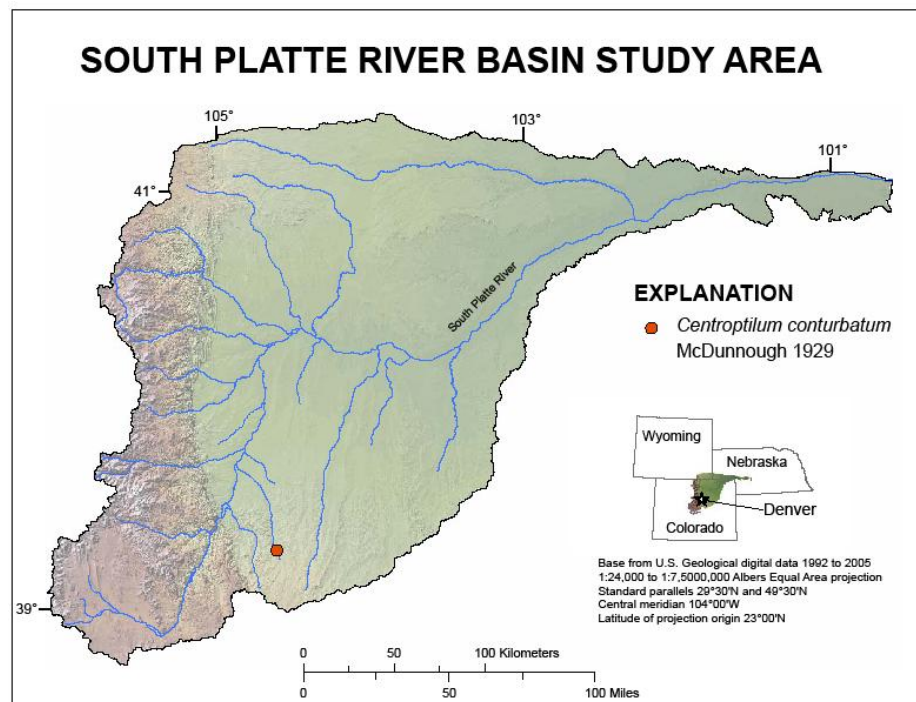 SOUTH PLATTE RIVER BASIN STUDY AREA
105°
103°
101°
41°
South Platte River
EXPLANATION
Centroptilum conturbatum
McDunnough 1929
Wyoming
Nebraska
Denver
Colorado
39°
Base from U.S. Geological digital data 1992 to 2005
1:24,000 to 1:7,5000,000 Albers Equal Area projection
Standard parallels 29°30'N and 49°30'N
Central meridian 104°00'W
Latitude of projection origin 23°00'N
0 50 100 Kilometers
0 50 100 Miles